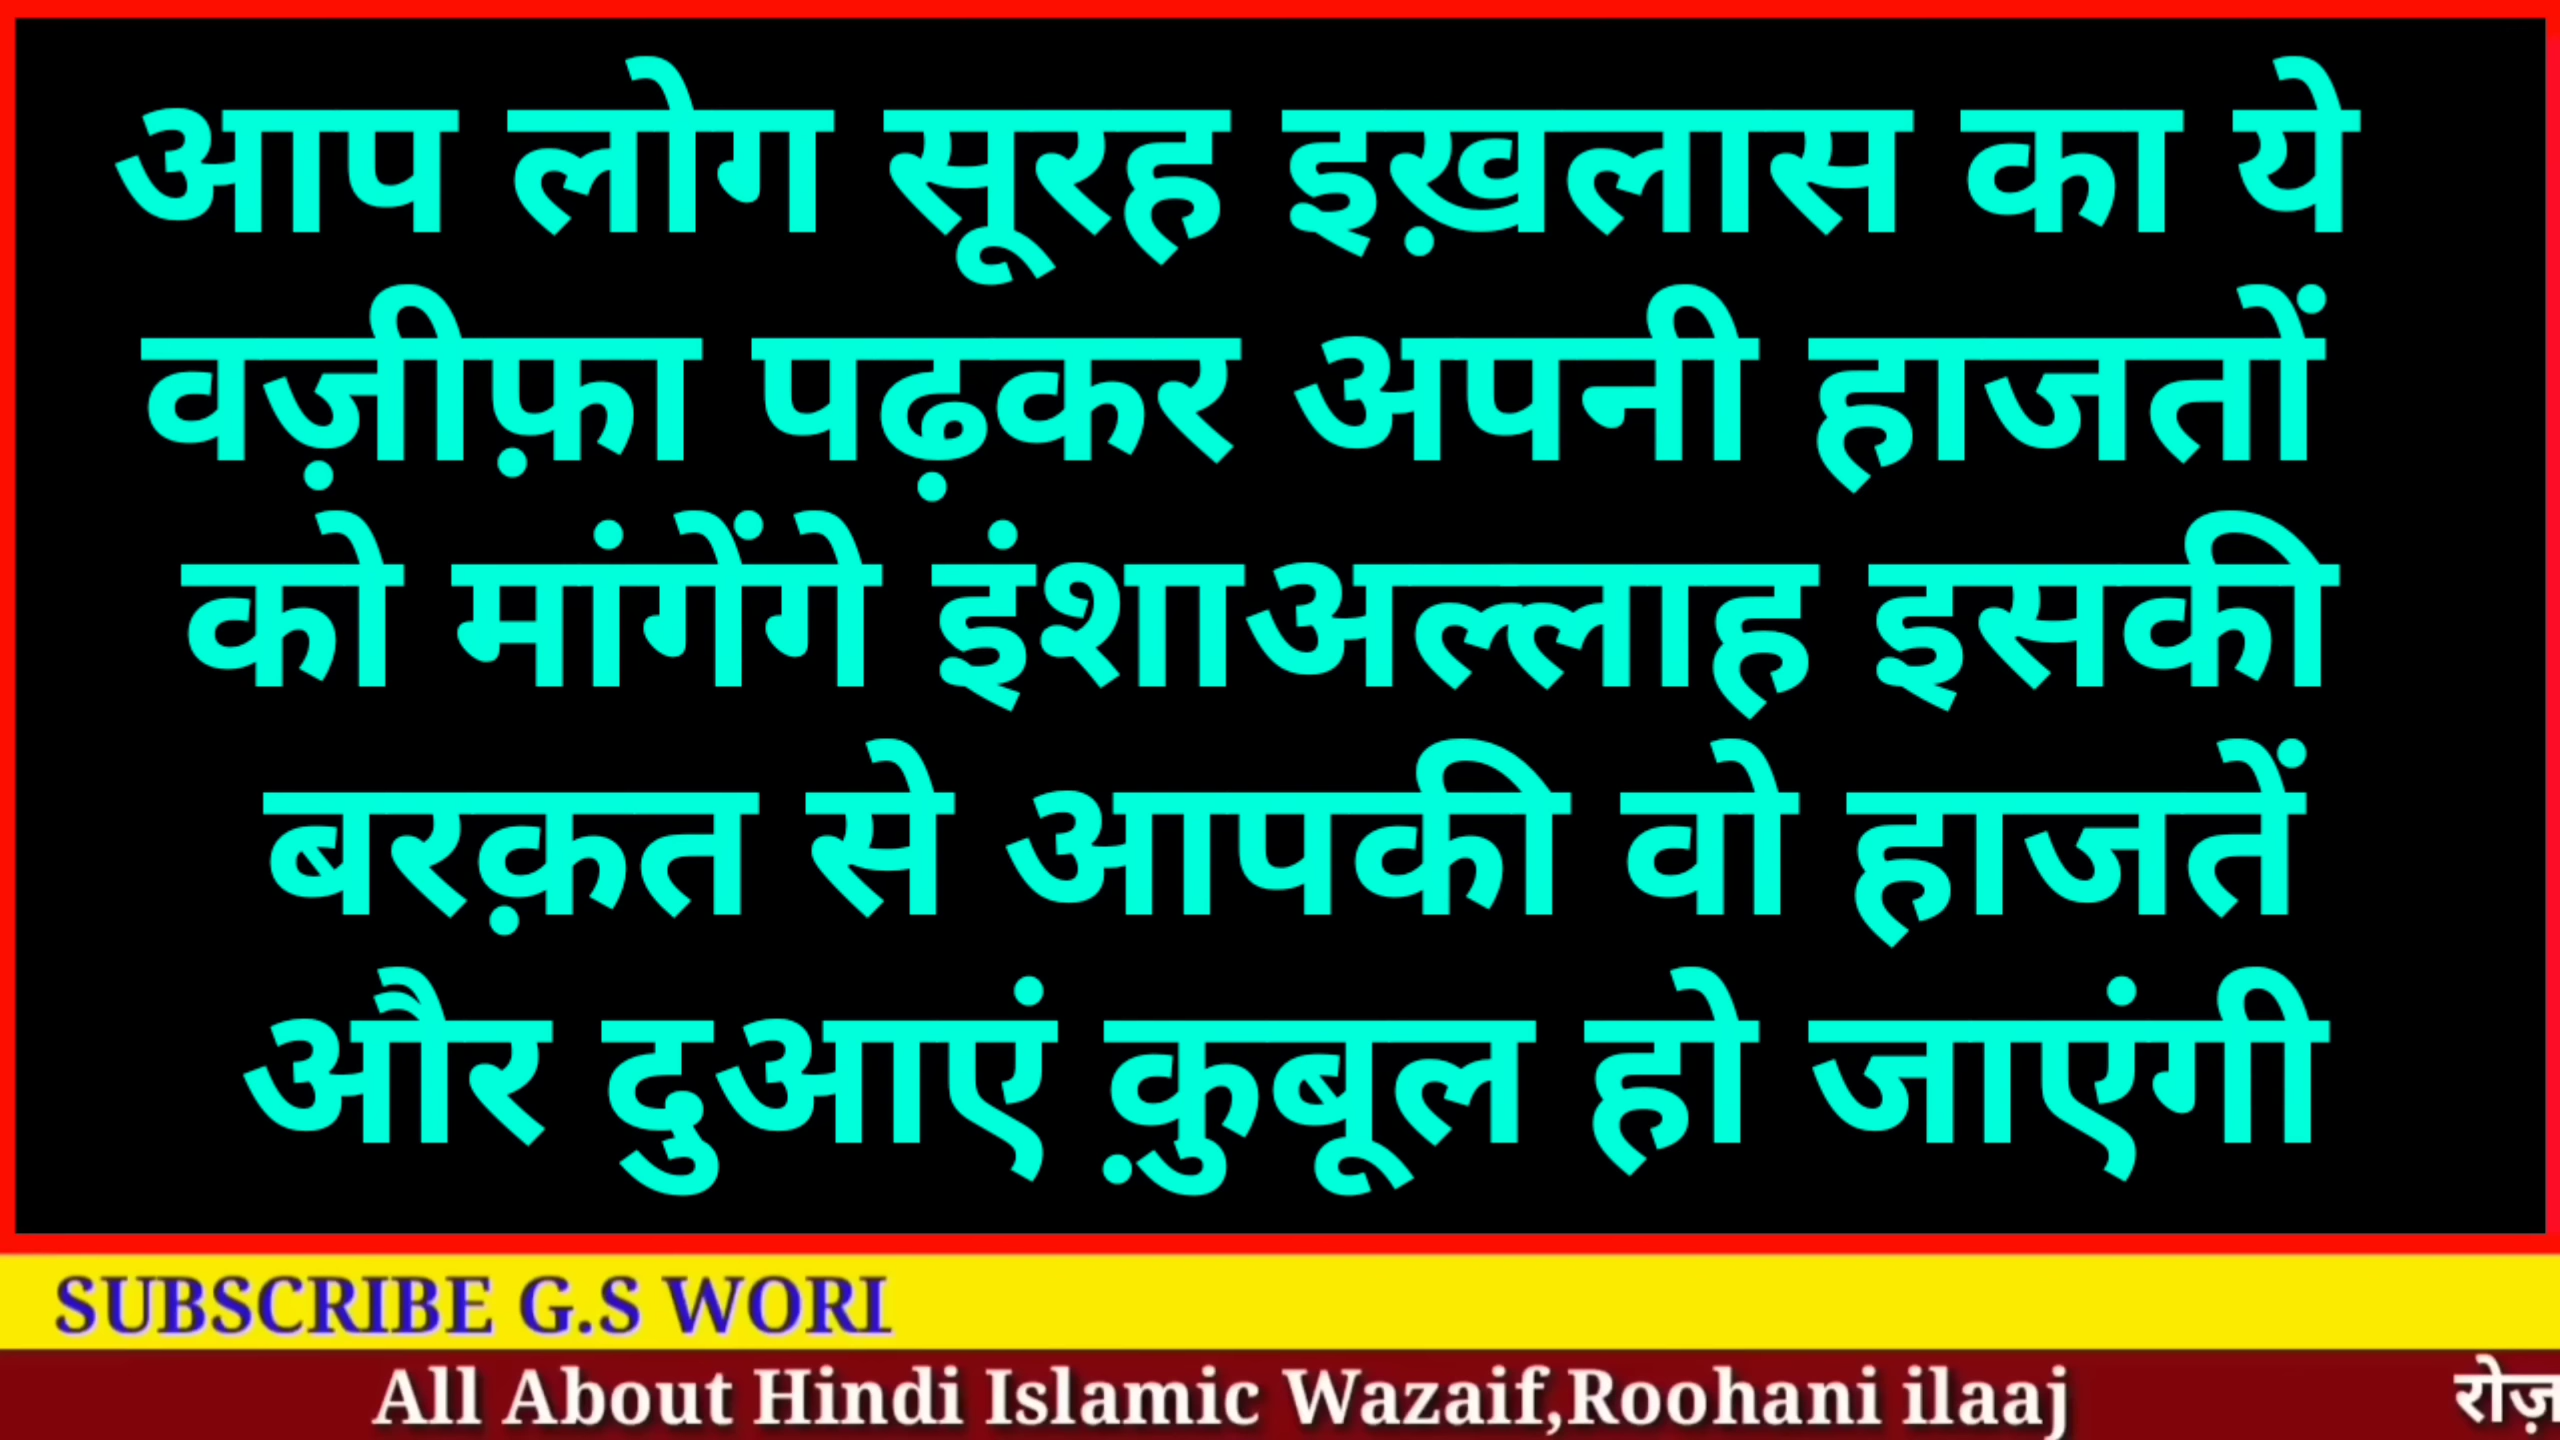 आप लोग सूरह इख़लास का ये
वज़ीफ़ा पढ़कर अपनी हाजतों
को मांगेंगे इंशाअल्लाह इसकी
बरक़त से आपकी वो हाजतें
और दुआएं क़ुबूल हो जाएंगी
SUBSCRIBE G.S WORI
All About Hindi Islamic Wazaif,Roohani ilaaj रोज़